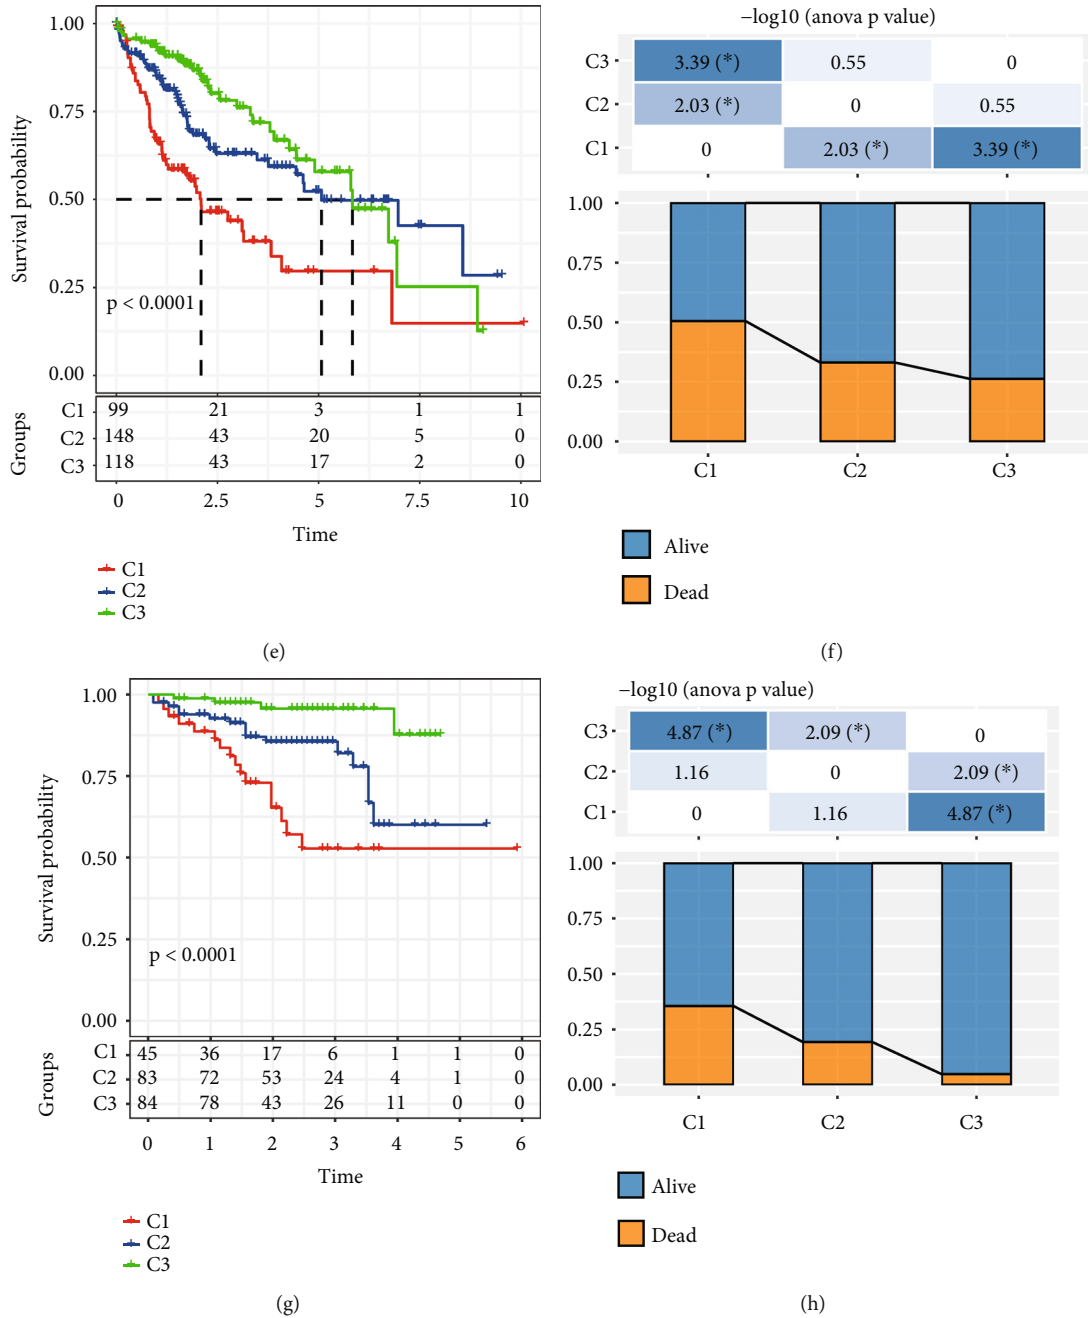 1.00
0.75
0.50
0.25
0.00
Survival probability
p < 0.0001
Groups
C1 99 21 3 1 1
C2 148 43 20 5 0
C3 118 43 17 2 0
0 2.5 5 7.5 10
Time
C1
C2
C3
(e)
−log10 (anova p value)
C3 3.39 (*) 0.55 0
C2 2.03 (*) 0 0.55
C1 0 2.03 (*) 3.39 (*)
1.00
0.75
0.50
0.25
0.00
C1 C2 C3
Alive
Dead
(f)
1.00
0.75
0.50
0.25
0.00
Survival probability
p < 0.0001
Groups
C1 45 36 17 6 1 1 0
C2 83 72 53 24 4 1 0
C3 84 78 43 26 11 0 0
0 1 2 3 4 5 6
Time
C1
C2
C3
(g)
−log10 (anova p value)
C3 4.87 (*) 2.09 (*) 0
C2 1.16 0 2.09 (*)
C1 0 1.16 4.87 (*)
1.00
0.75
0.50
0.25
0.00
C1 C2 C3
Alive
Dead
(h)